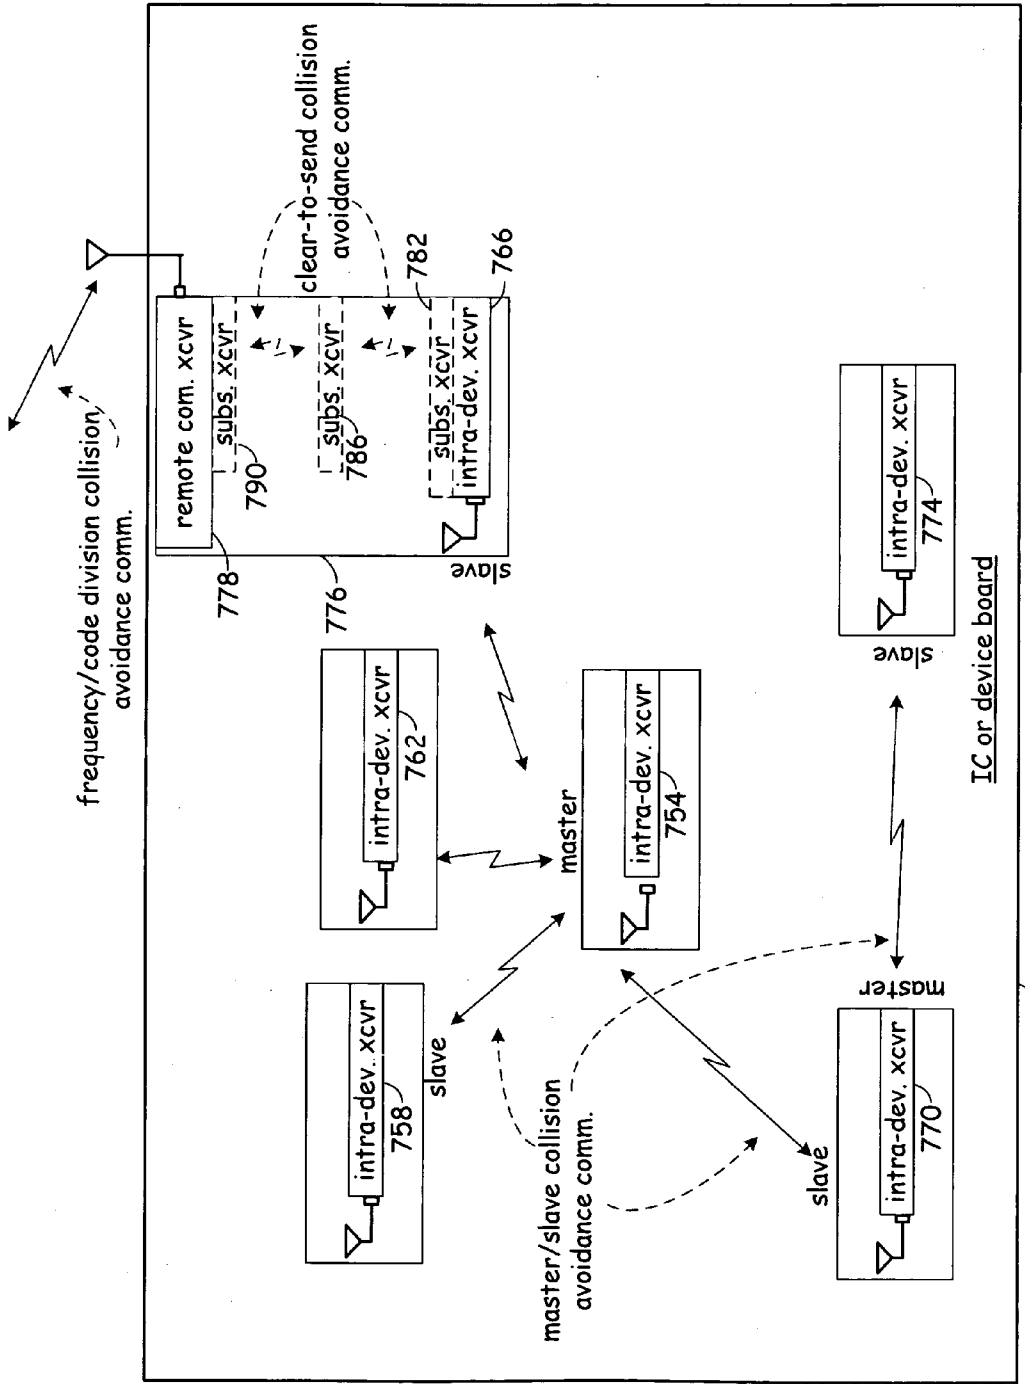 frequency/code division collision
avoidance comm.
remote com. xcvr
subs. xcvr
790
778
776
clear-to-send collision
avoidance comm.
subs. xcvr
786
782
subs. xcvr
intra-dev. xcvr
766
slave
intra-dev. xcvr
762
intra-dev. xcvr
758
slave
master
intra-dev. xcvr
754
master/slave collision
avoidance comm.
slave
intra-dev. xcvr
770
master
slave
intra-dev. xcvr
774
IC or device board